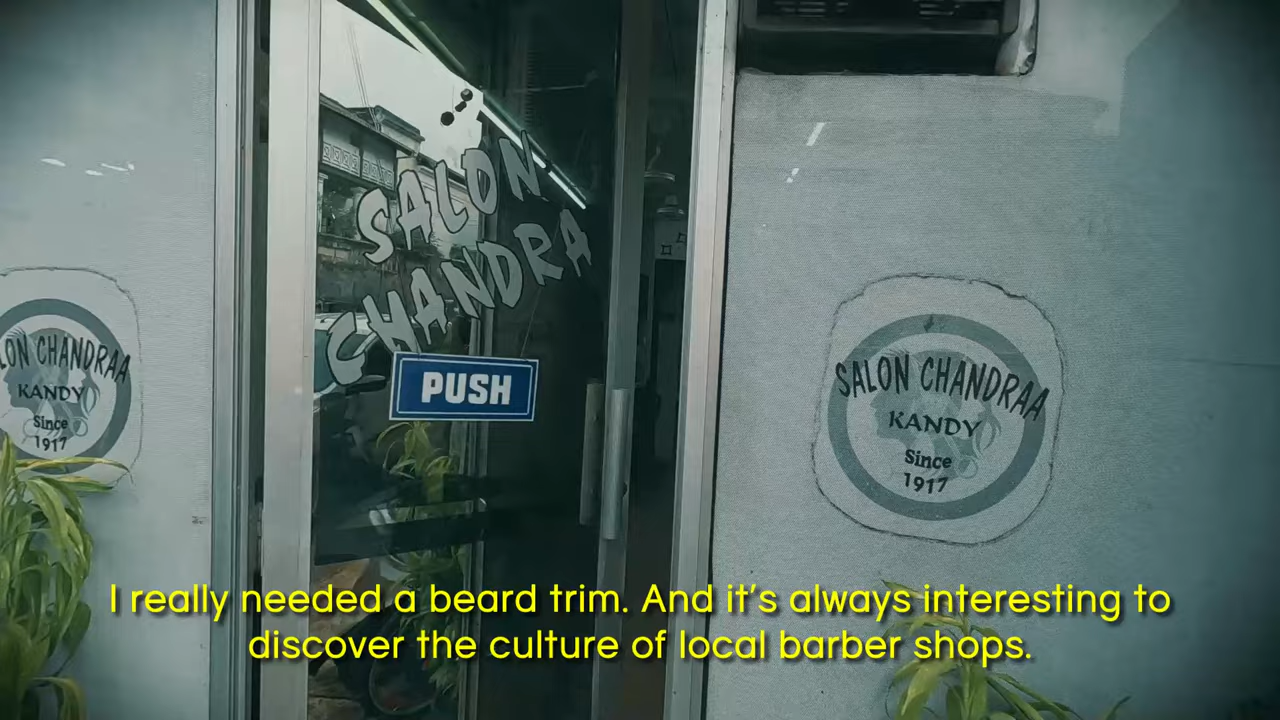 SALON
CHANDRA
PUSH
LON CHANDRAA
KANDY
Since
1917
SALON CHANDRAA
KANDY
Since
1917
I really needed a beard trim. And it's always interesting to
discover the culture of local barber shops.